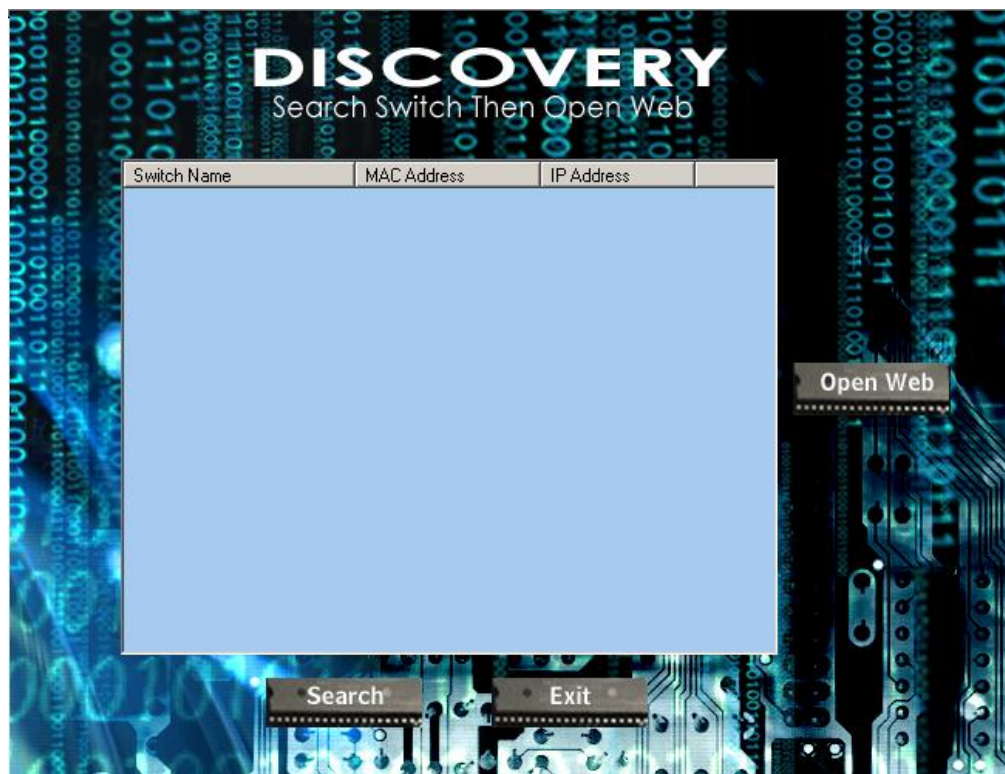 DISCOVERY
Search Switch Then Open Web
Switch Name MAC Address IP Address
Open Web
Search Exit